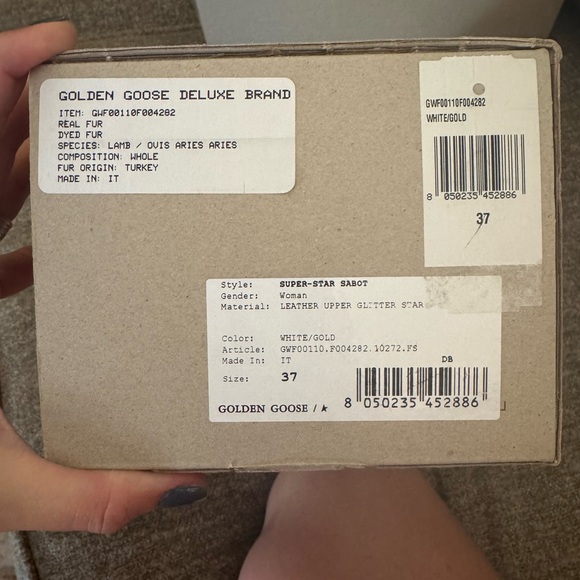 GOLDEN GOOSE DELUXE BRAND
ITEM: GWF00110F004282
REAL FUR
DYED FUR
SPECIES: LAMB / OUIS ARIES ARIES
COMPOSITION: WHOLE
FUR ORIGIN: TURKEY
MADE IN: IT
GWF00110F004282
WHITE/GOLD
8 050235 452886
37
Style: SUPER-STAR SABOT
Gender: Woman
Material: LEATHER UPPER GLITTER STAR
Color: WHITE/GOLD
Article: GWF00110.F004282.10272.FS
Made In: IT
DB
Size: 37
8 050235 452886
GOLDEN GOOSE / ★